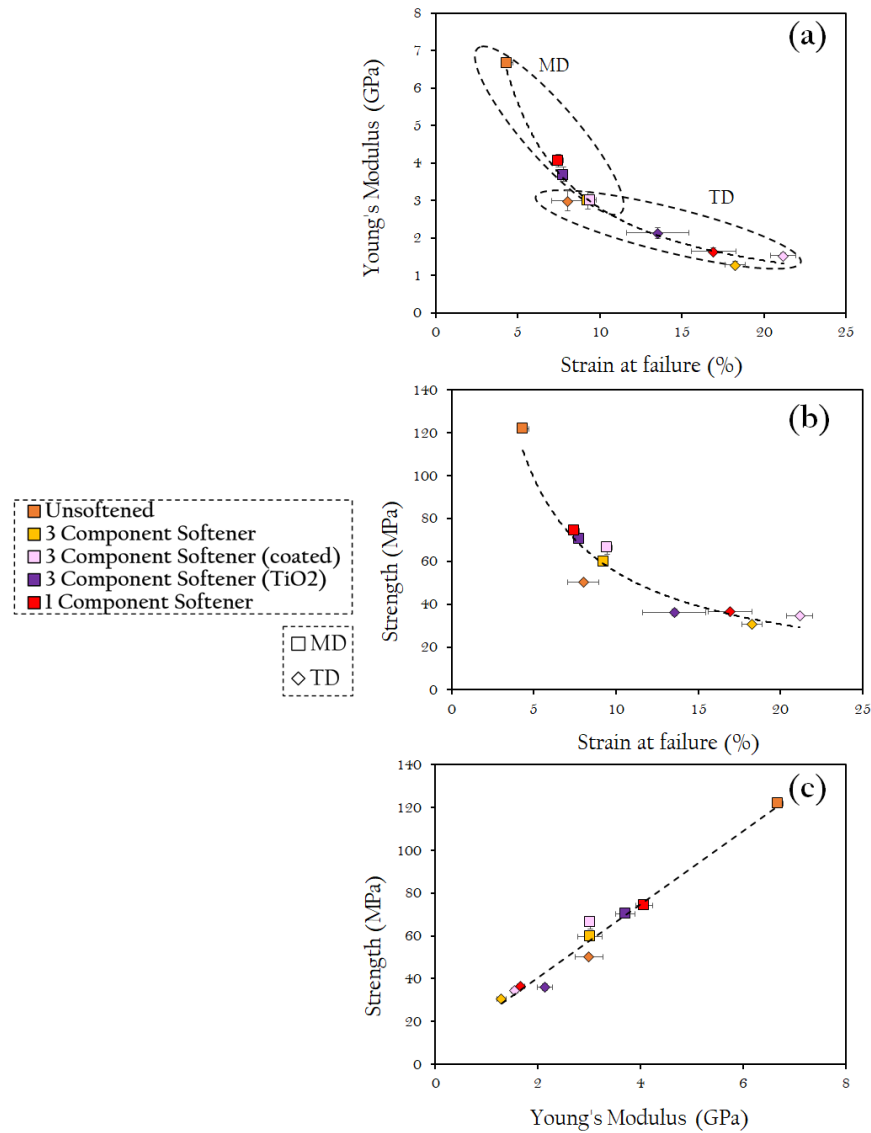 (a)
7
6
5
4
3
2
1
0
Young's Modulus (GPa)
MD
TD
0 5 10 15 20 25
Strain at failure (%)
(b)
140
120
100
80
60
40
20
0
Strength (MPa)
0 5 10 15 20 25
Strain at failure (%)
Unsoftened
3 Component Softener
3 Component Softener (coated)
3 Component Softener (TiO2)
1 Component Softener
MD
TD
(c)
140
120
100
80
60
40
20
0
Strength (MPa)
0 2 4 6 8
Young's Modulus (GPa)